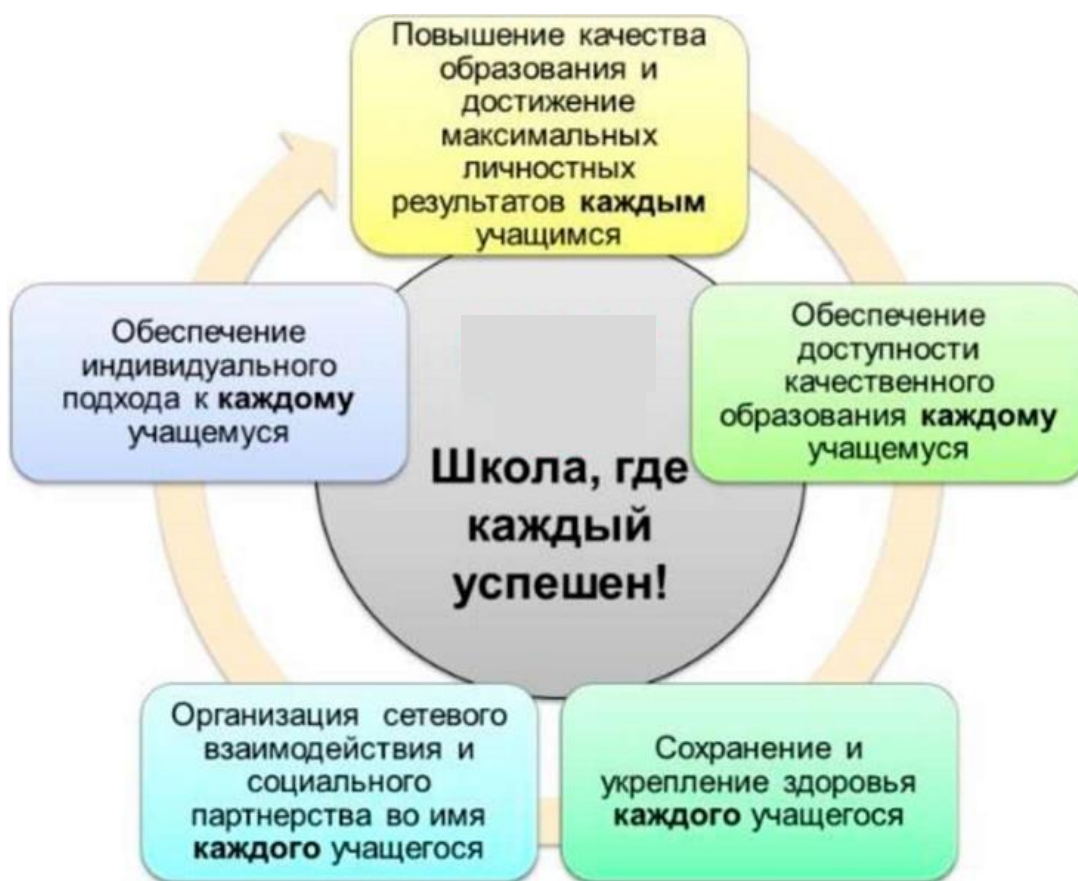 Повышение качества
образования и
достижение
максимальных
личностных
результатов каждым
учащимся
Обеспечение
доступности
качественного
образования каждому
учащемуся
Сохранение и
укрепление здоровья
каждого учащегося
Организация сетевого
взаимодействия и
социального
партнерства во имя
каждого учащегося
Обеспечение
индивидуального
подхода к каждому
учащемуся
Школа, где
каждый
успешен!